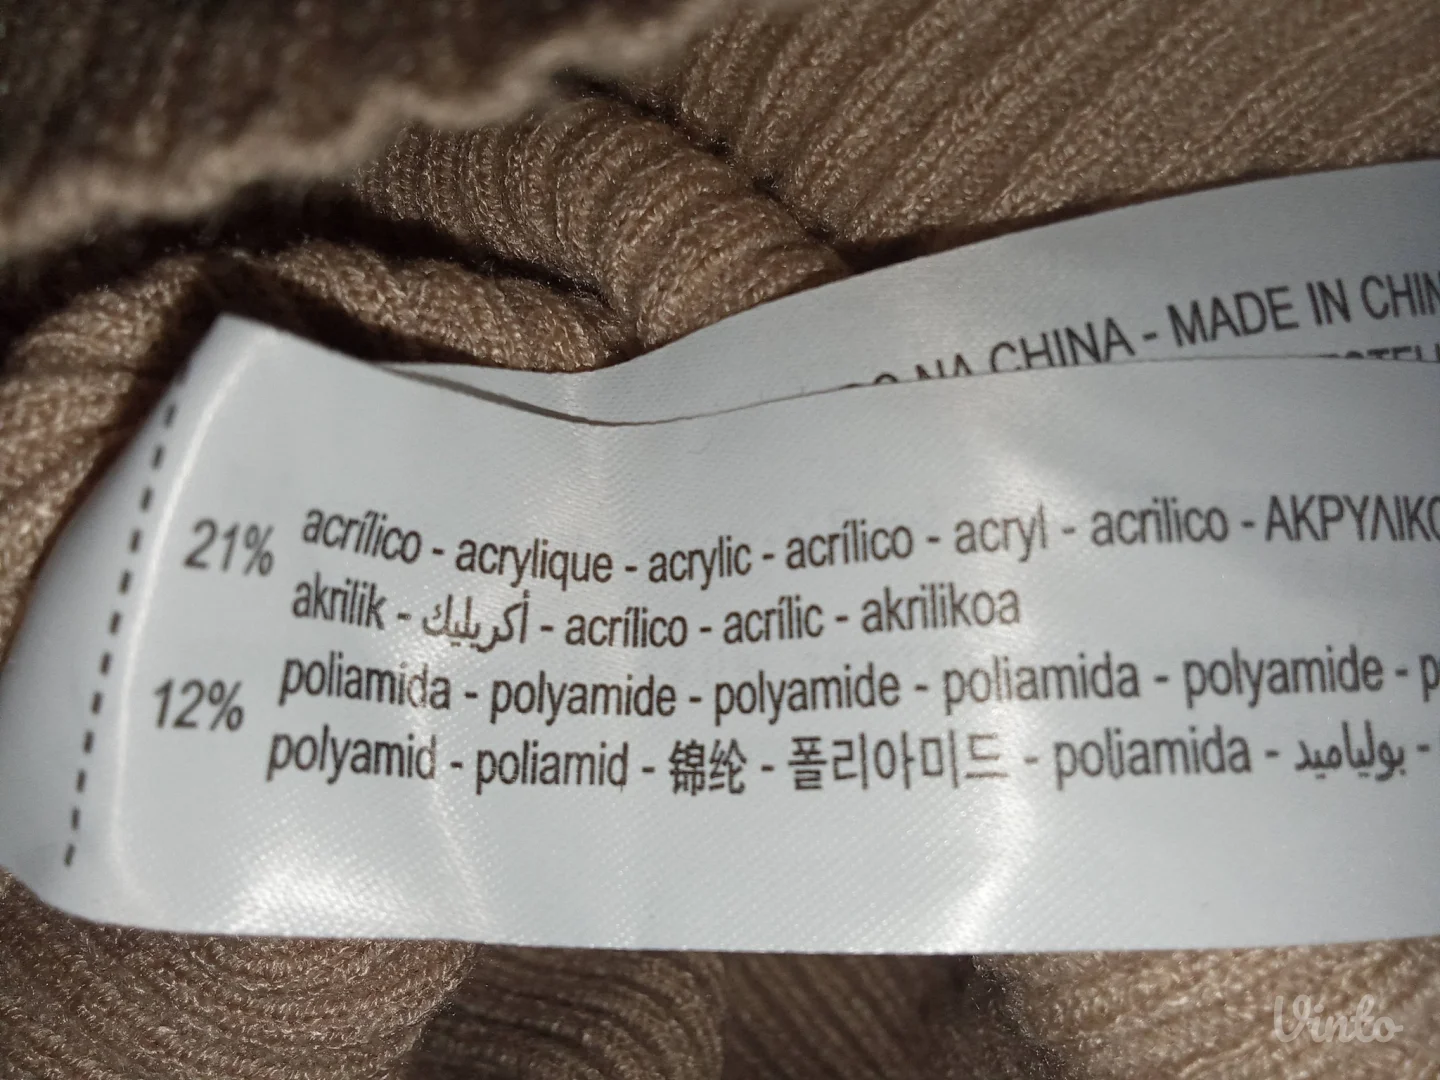 NA CHINA - MADE IN CHIN
21% acrílico - acrylique - acrylic - acrílico - acryl - acrilico - ΑΚΡΥΛΙΚΟ
akrilik - أكريليك - acrílico - acrílic - akrilikoa
12% poliamida - polyamide - polyamide - poliamida - polyamide - p
polyamid - poliamid - 锦纶 - 폴리아미드 - poliamida - بولياميد -
Vinto